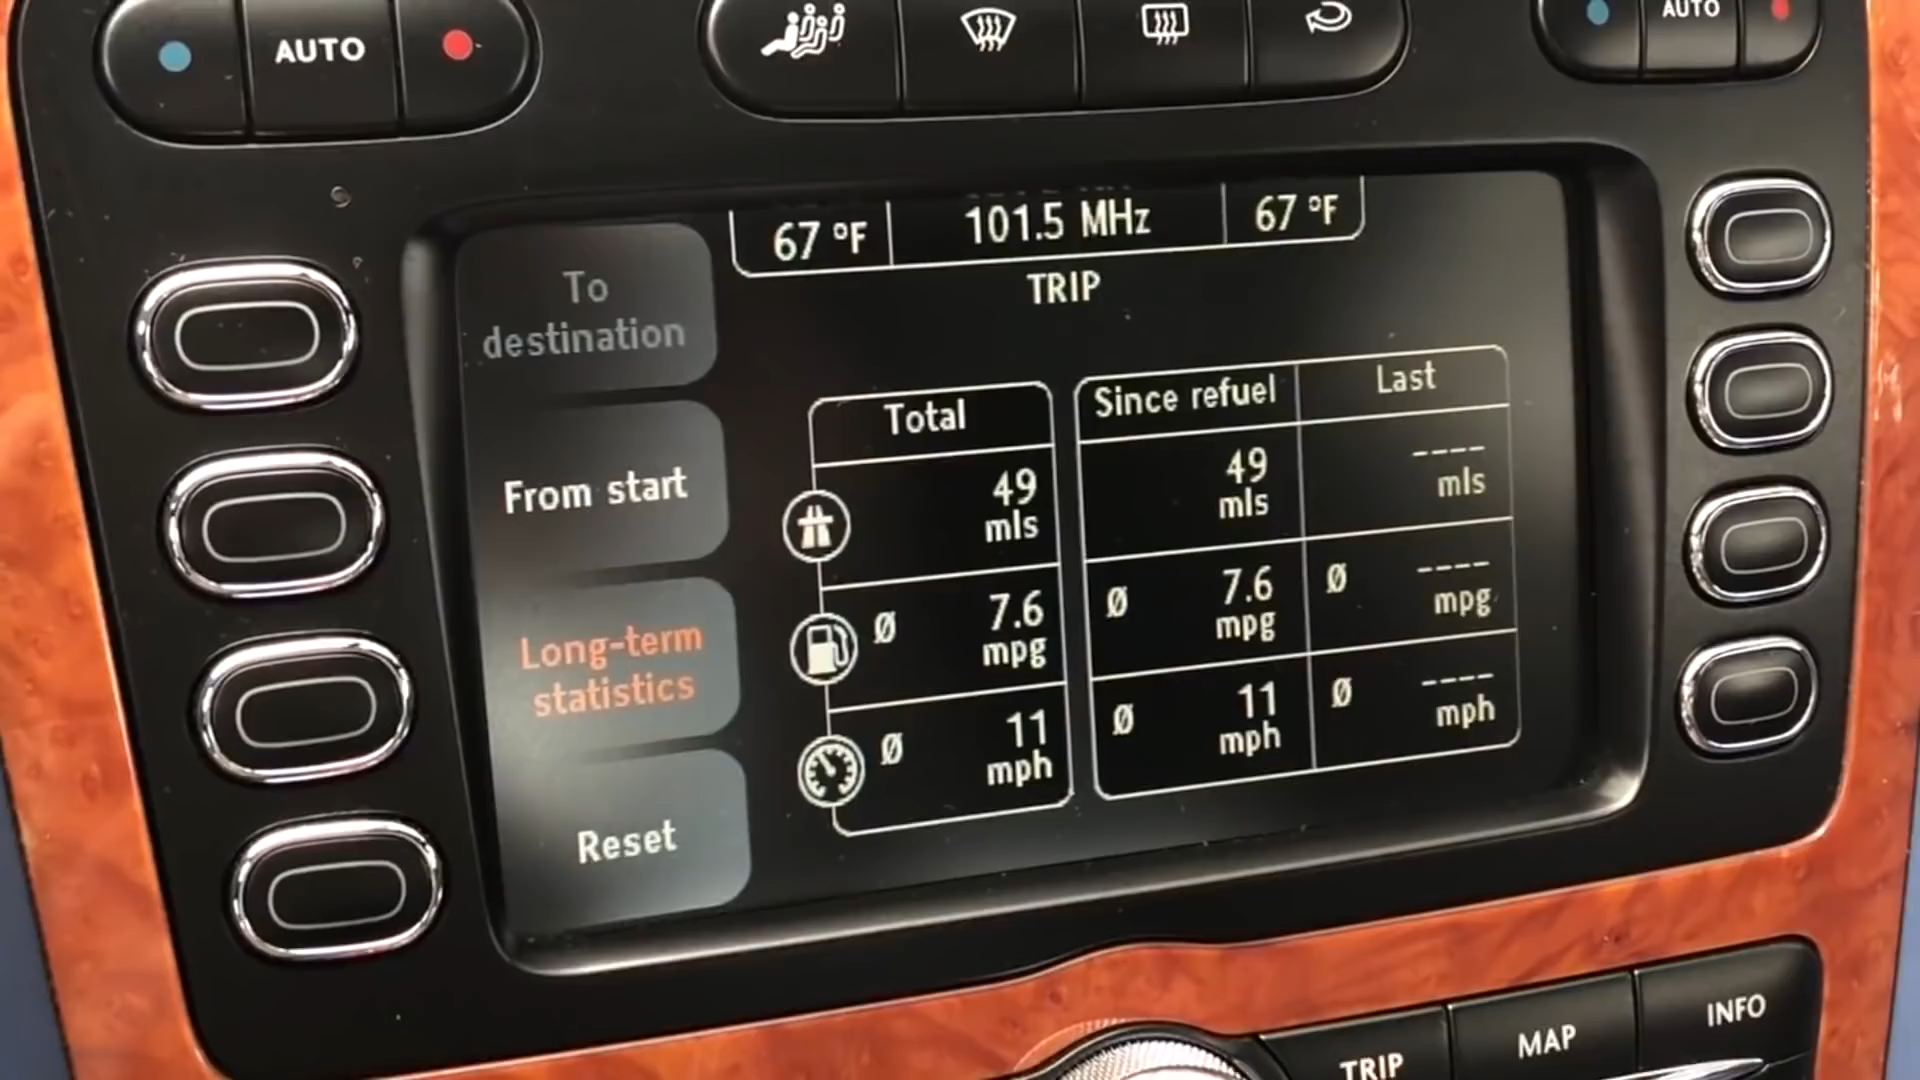 AUTO
AUTO
67 °F
101.5 MHz
67 °F
TRIP
To
destination
From start
Long-term
statistics
Reset
Total
Since refuel
Last
49
mls
49
mls
----
mls
Ø 7.6
mpg
Ø 7.6
mpg
Ø ----
mpg
Ø 11
mph
Ø 11
mph
Ø ----
mph
TRIP
MAP
INFO